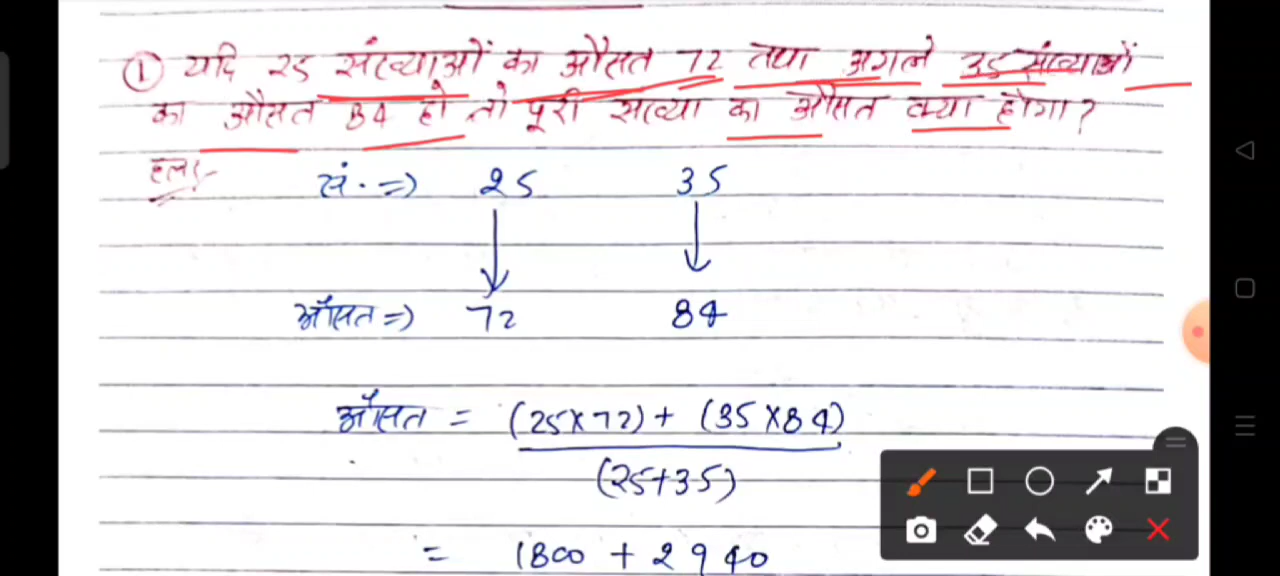 ① यदि 25 संख्याओं का औसत 72 तथा अगले 35 संख्याओं
का औसत 84 हो तो पूरी संख्या का औसत क्या होगा?
हल:-
सं. => 25 35
औसत => 72 84
औसत = (25×72) + (35×84)
(25+35)
= 1800 + 2940